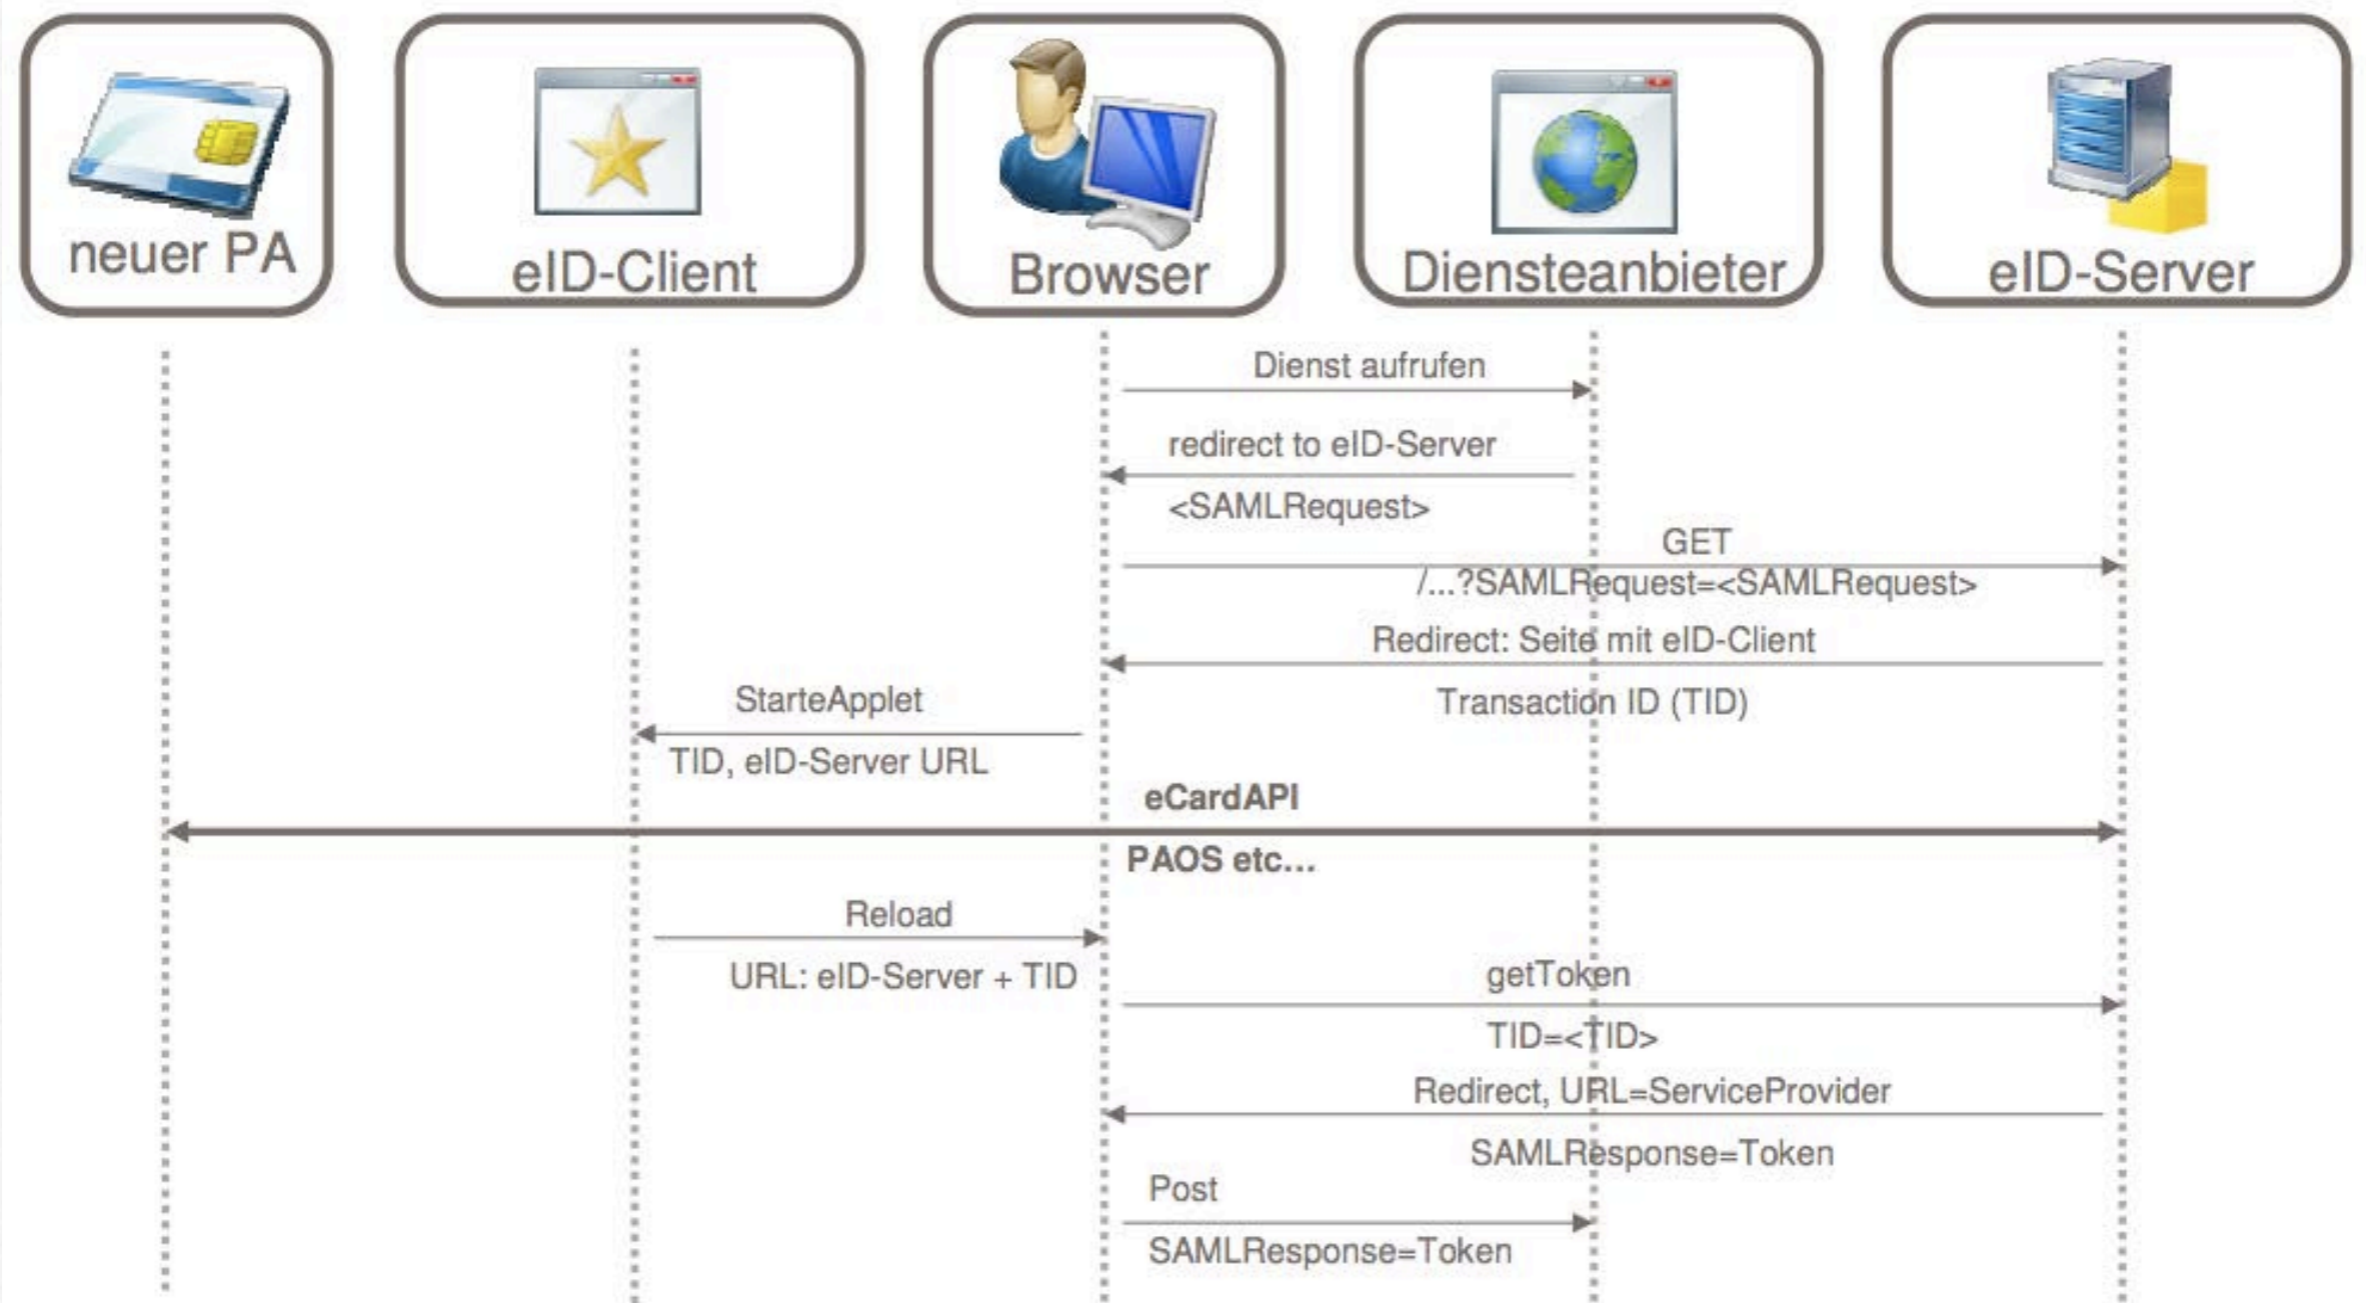 neuer PA
eID-Client
Browser
Diensteanbieter
eID-Server
Dienst aufrufen
redirect to eID-Server
<SAMLRequest>
GET
/...?SAMLRequest=<SAMLRequest>
Redirect: Seite mit eID-Client
Transaction ID (TID)
StarteApplet
TID, eID-Server URL
eCardAPI
PAOS etc...
Reload
URL: eID-Server + TID
getToken
TID=<TID>
Redirect, URL=ServiceProvider
SAMLResponse=Token
Post
SAMLResponse=Token